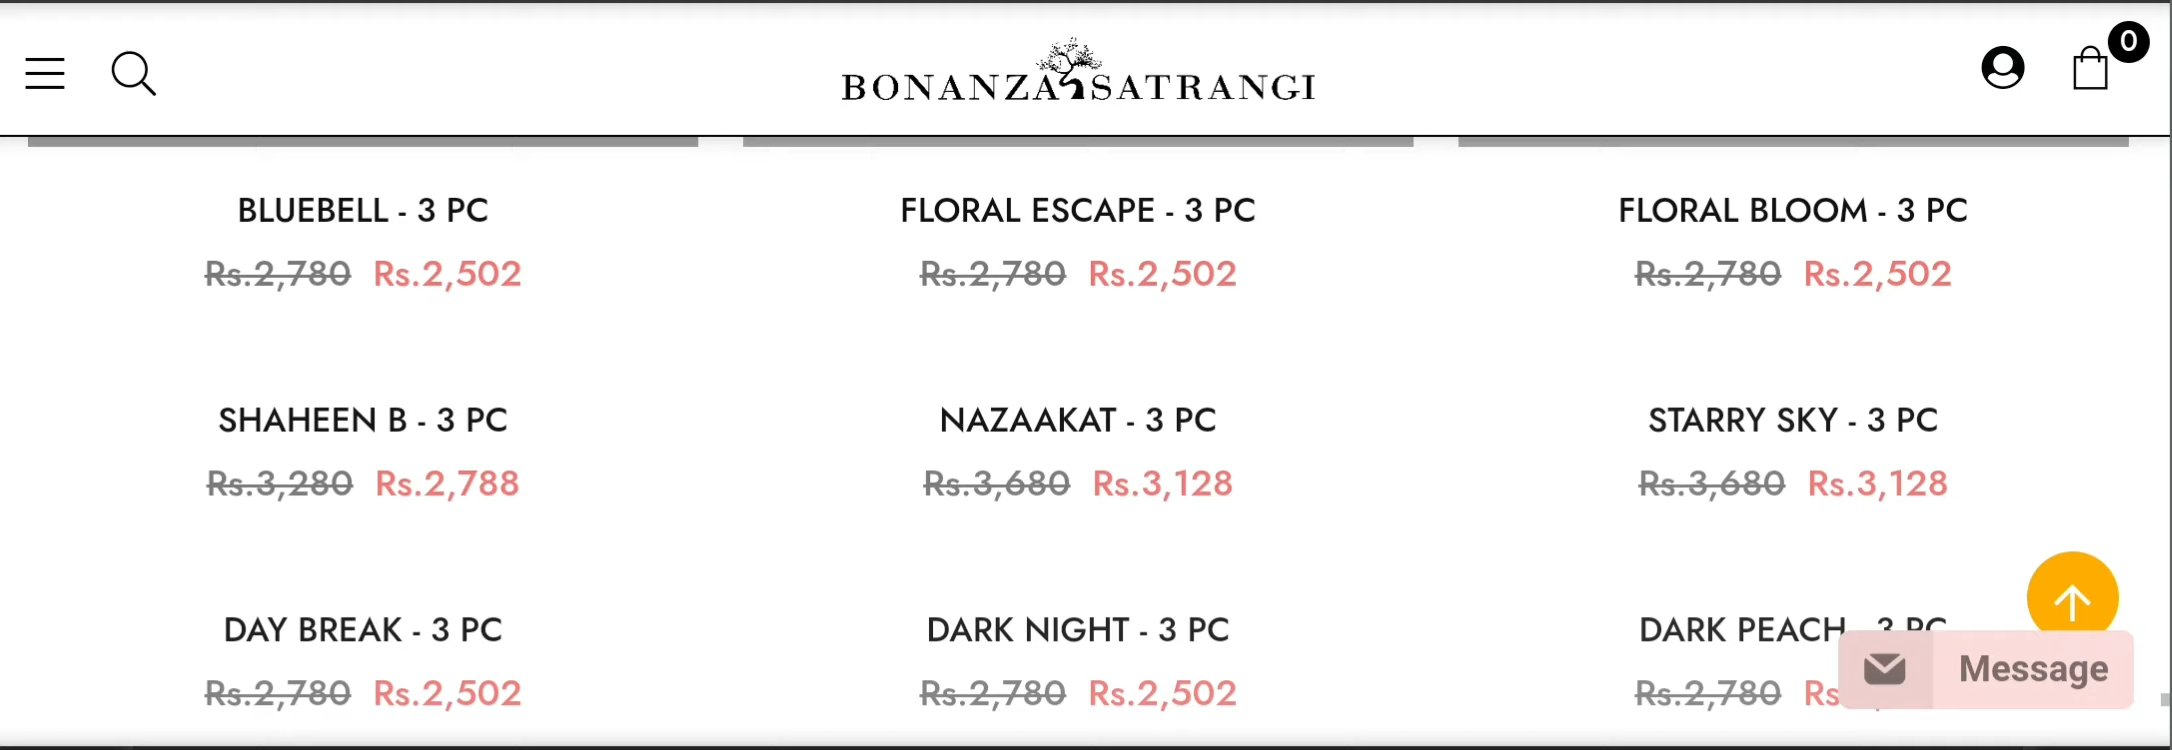 0
BONANZA SATRANGI
BLUEBELL - 3 PC
Rs.2,780 Rs.2,502
FLORAL ESCAPE - 3 PC
Rs.2,780 Rs.2,502
FLORAL BLOOM - 3 PC
Rs.2,780 Rs.2,502
SHAHEEN B - 3 PC
Rs.3,280 Rs.2,788
NAZAAKAT - 3 PC
Rs.3,680 Rs.3,128
STARRY SKY - 3 PC
Rs.3,680 Rs.3,128
DAY BREAK - 3 PC
Rs.2,780 Rs.2,502
DARK NIGHT - 3 PC
Rs.2,780 Rs.2,502
DARK PEACH - 3 PC
Rs.2,780 Rs
Message